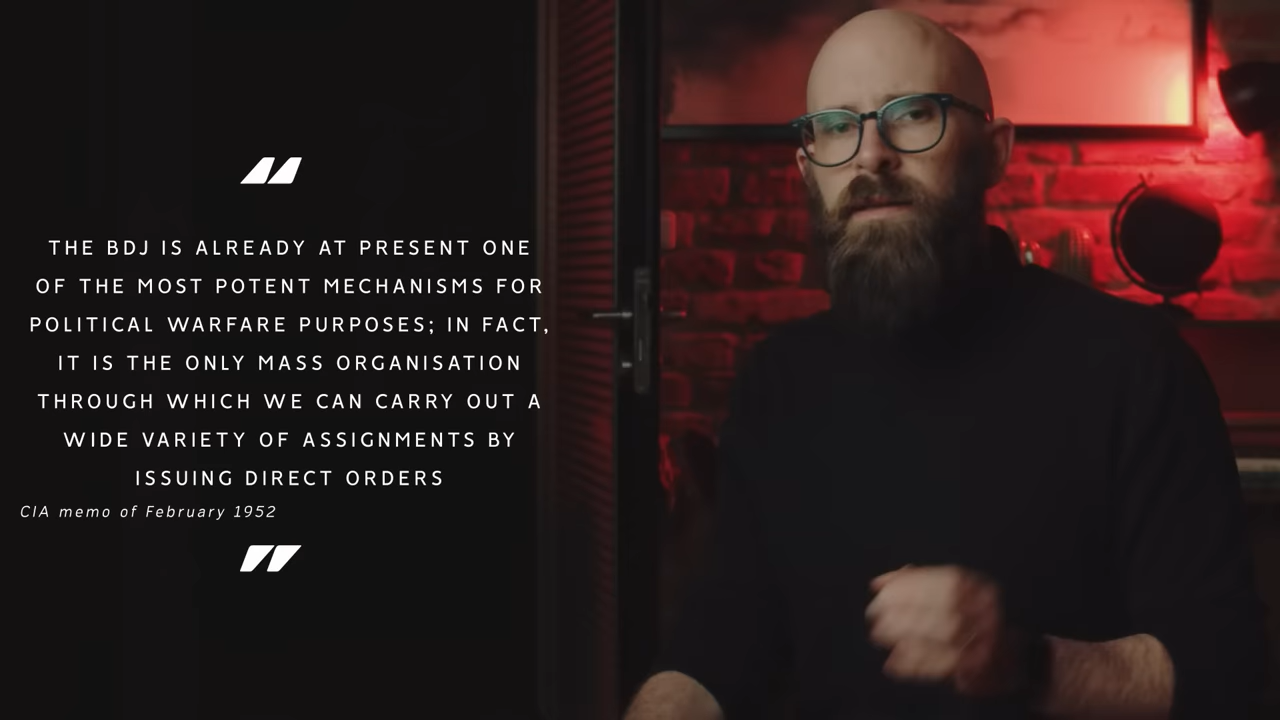 THE BDJ IS ALREADY AT PRESENT ONE
OF THE MOST POTENT MECHANISMS FOR
POLITICAL WARFARE PURPOSES; IN FACT,
IT IS THE ONLY MASS ORGANISATION
THROUGH WHICH WE CAN CARRY OUT A
WIDE VARIETY OF ASSIGNMENTS BY
ISSUING DIRECT ORDERS
CIA memo of February 1952